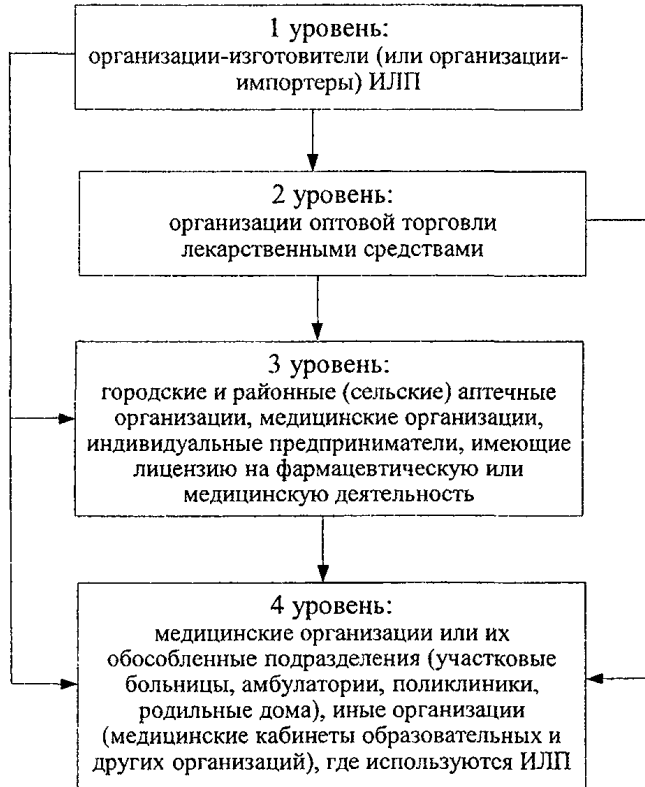 1 уровень:
организации-изготовители (или организации-
импортеры) ИЛП
2 уровень:
организации оптовой торговли
лекарственными средствами
3 уровень:
городские и районные (сельские) аптечные
организации, медицинские организации,
индивидуальные предприниматели, имеющие
лицензию на фармацевтическую или
медицинскую деятельность
4 уровень:
медицинские организации или их
обособленные подразделения (участковые
больницы, амбулатории, поликлиники,
родильные дома), иные организации
(медицинские кабинеты образовательных и
других организаций), где используются ИЛП